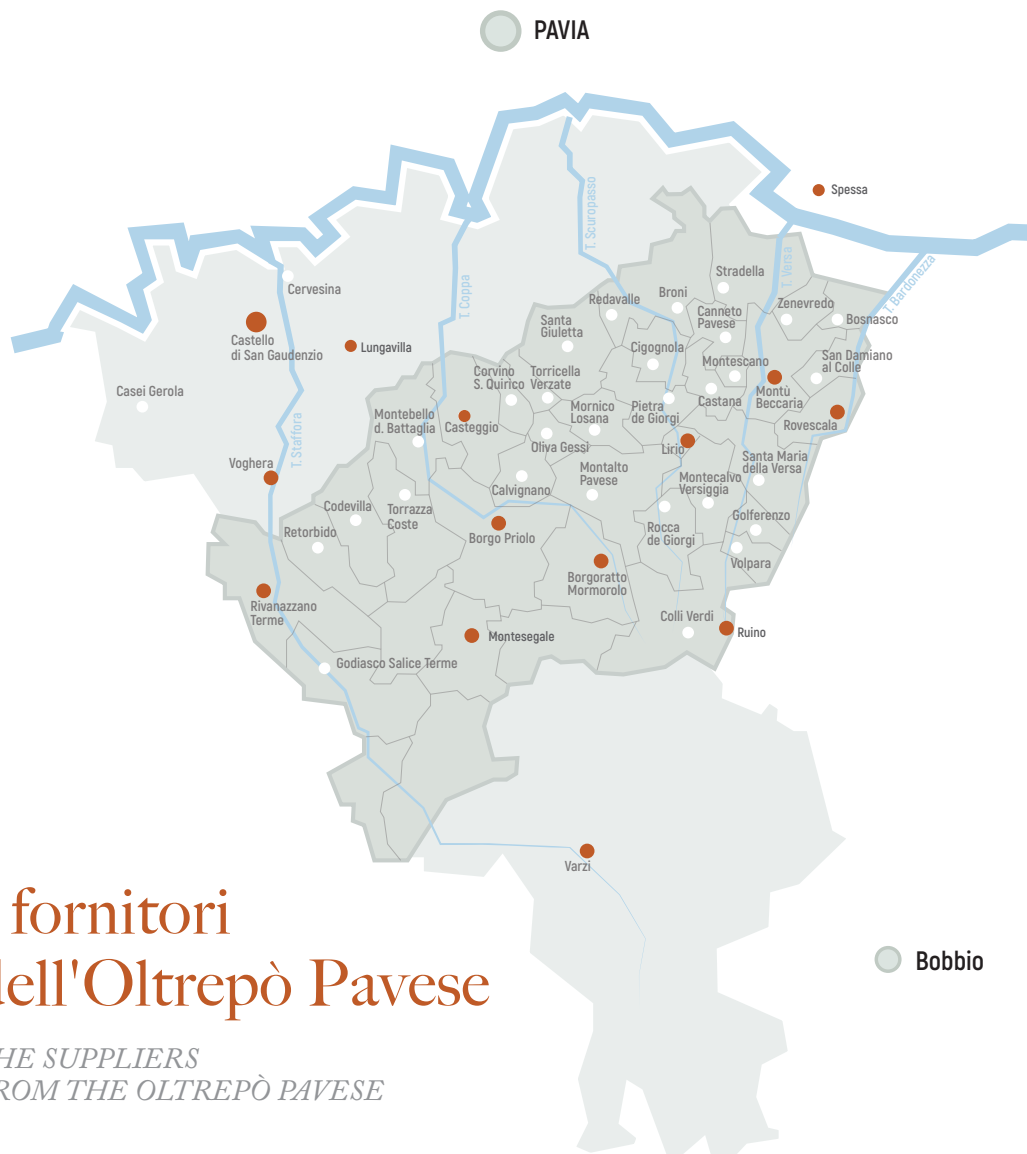 PAVIA
Spessa
T. Scuropasso
T. Versa
T. Bardonezza
T. Coppa
T. Staffora
Cervesina
Stradella
Redavalle
Broni
Zenevredo
Canneto
Pavese
Bosnasco
Santa
Giuletta
Castello
di San Gaudenzio
Lungavilla
Cigognola
Montescano
San Damiano
al Colle
Corvino
S. Quirico
Torricella
Verzate
Casei Gerola
Montù
Beccaria
Castana
Mornico
Losana
Pietra
de Giorgi
Montebello
d. Battaglia
Casteggio
Rovescala
Oliva Gessi
Lirio
Santa Maria
della Versa
Voghera
Montalto
Pavese
Montecalvo
Versiggia
Calvignano
Codevilla
Torrazza
Coste
Golferenzo
Retorbido
Borgo Priolo
Rocca
de Giorgi
Volpara
Borgoratto
Mormorolo
Rivanazzano
Terme
Colli Verdi
Ruino
Montesegale
Godiasco Salice Terme
Varzi
fornitori
dell'Oltrepò Pavese
HE SUPPLIERS
ROM THE OLTREPÒ PAVESE
Bobbio